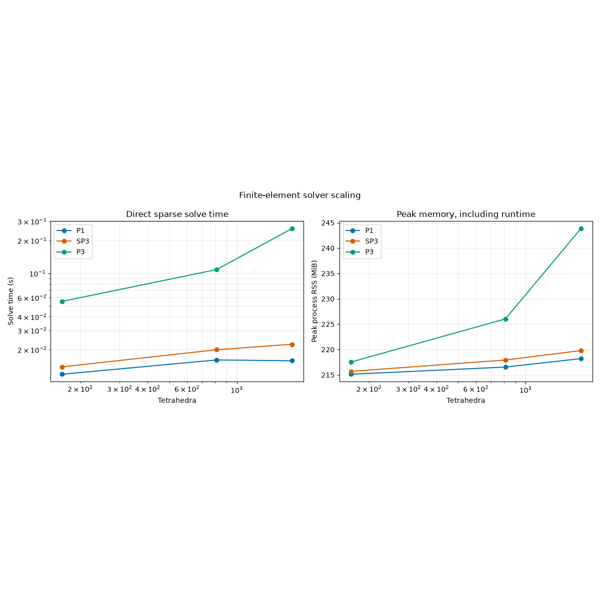 Finite-element solver scaling
Direct sparse solve time
Solve time (s)
3 × 10⁻¹
2 × 10⁻¹
10⁻¹
6 × 10⁻²
4 × 10⁻²
3 × 10⁻²
2 × 10⁻²
P1
SP3
P3
2 × 10² 3 × 10² 4 × 10² 6 × 10² 10³
Tetrahedra
Peak memory, including runtime
Peak process RSS (MiB)
245
240
235
230
225
220
215
P1
SP3
P3
2 × 10² 3 × 10² 4 × 10² 6 × 10² 10³
Tetrahedra